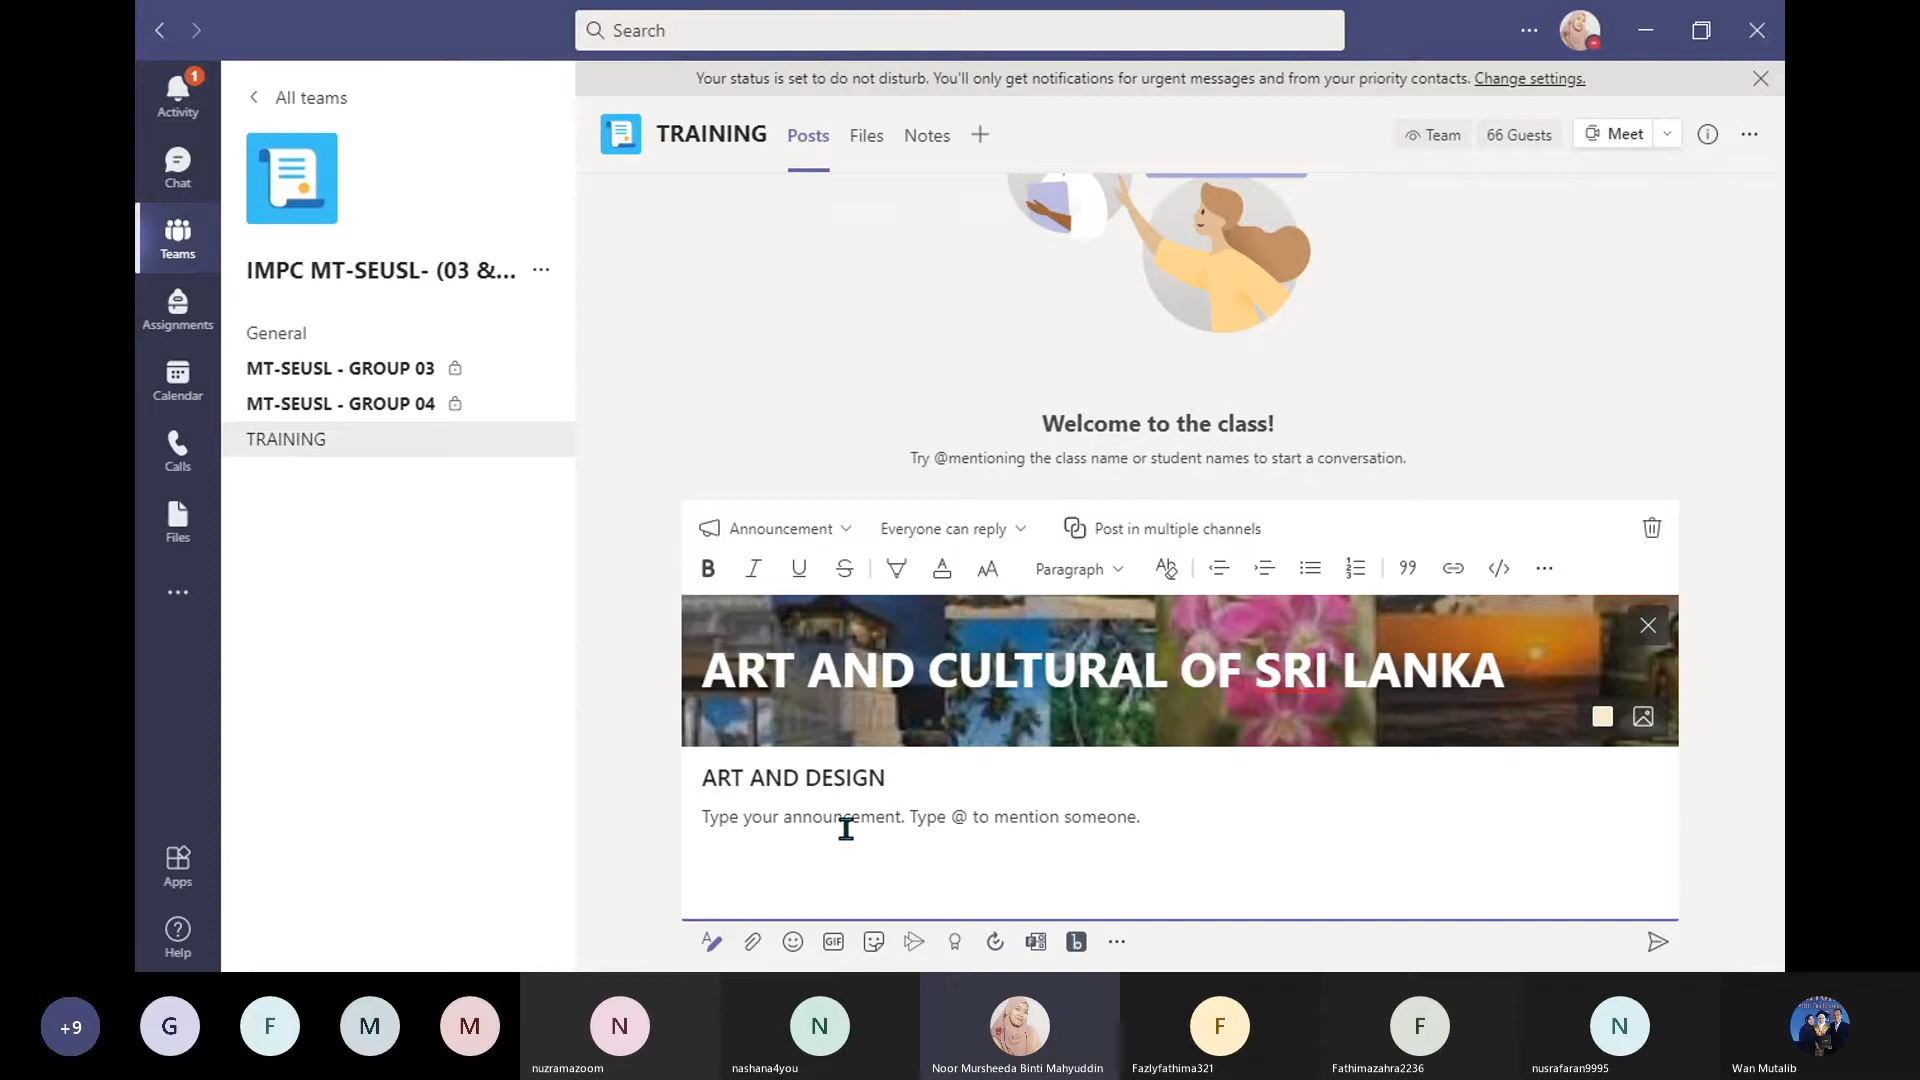 Search
Your status is set to do not disturb. You'll only get notifications for urgent messages and from your priority contacts. Change settings.
1
Activity
Chat
Teams
Assignments
Calendar
Calls
Files
Apps
Help
All teams
IMPC MT-SEUSL- (03 &...
General
MT-SEUSL - GROUP 03
MT-SEUSL - GROUP 04
TRAINING
TRAINING
Posts
Files
Notes
Team
66 Guests
Meet
Welcome to the class!
Try @mentioning the class name or student names to start a conversation.
Announcement
Everyone can reply
Post in multiple channels
Paragraph
ART AND CULTURAL OF SRI LANKA
ART AND DESIGN
Type your announcement. Type @ to mention someone.
GIF
+9
G
F
M
M
N
nuzramazoom
N
nashana4you
Noor Mursheeda Binti Mahyuddin
F
Fazlyfathima321
F
Fathimazahra2236
N
nusrafaran9995
Wan Mutalib